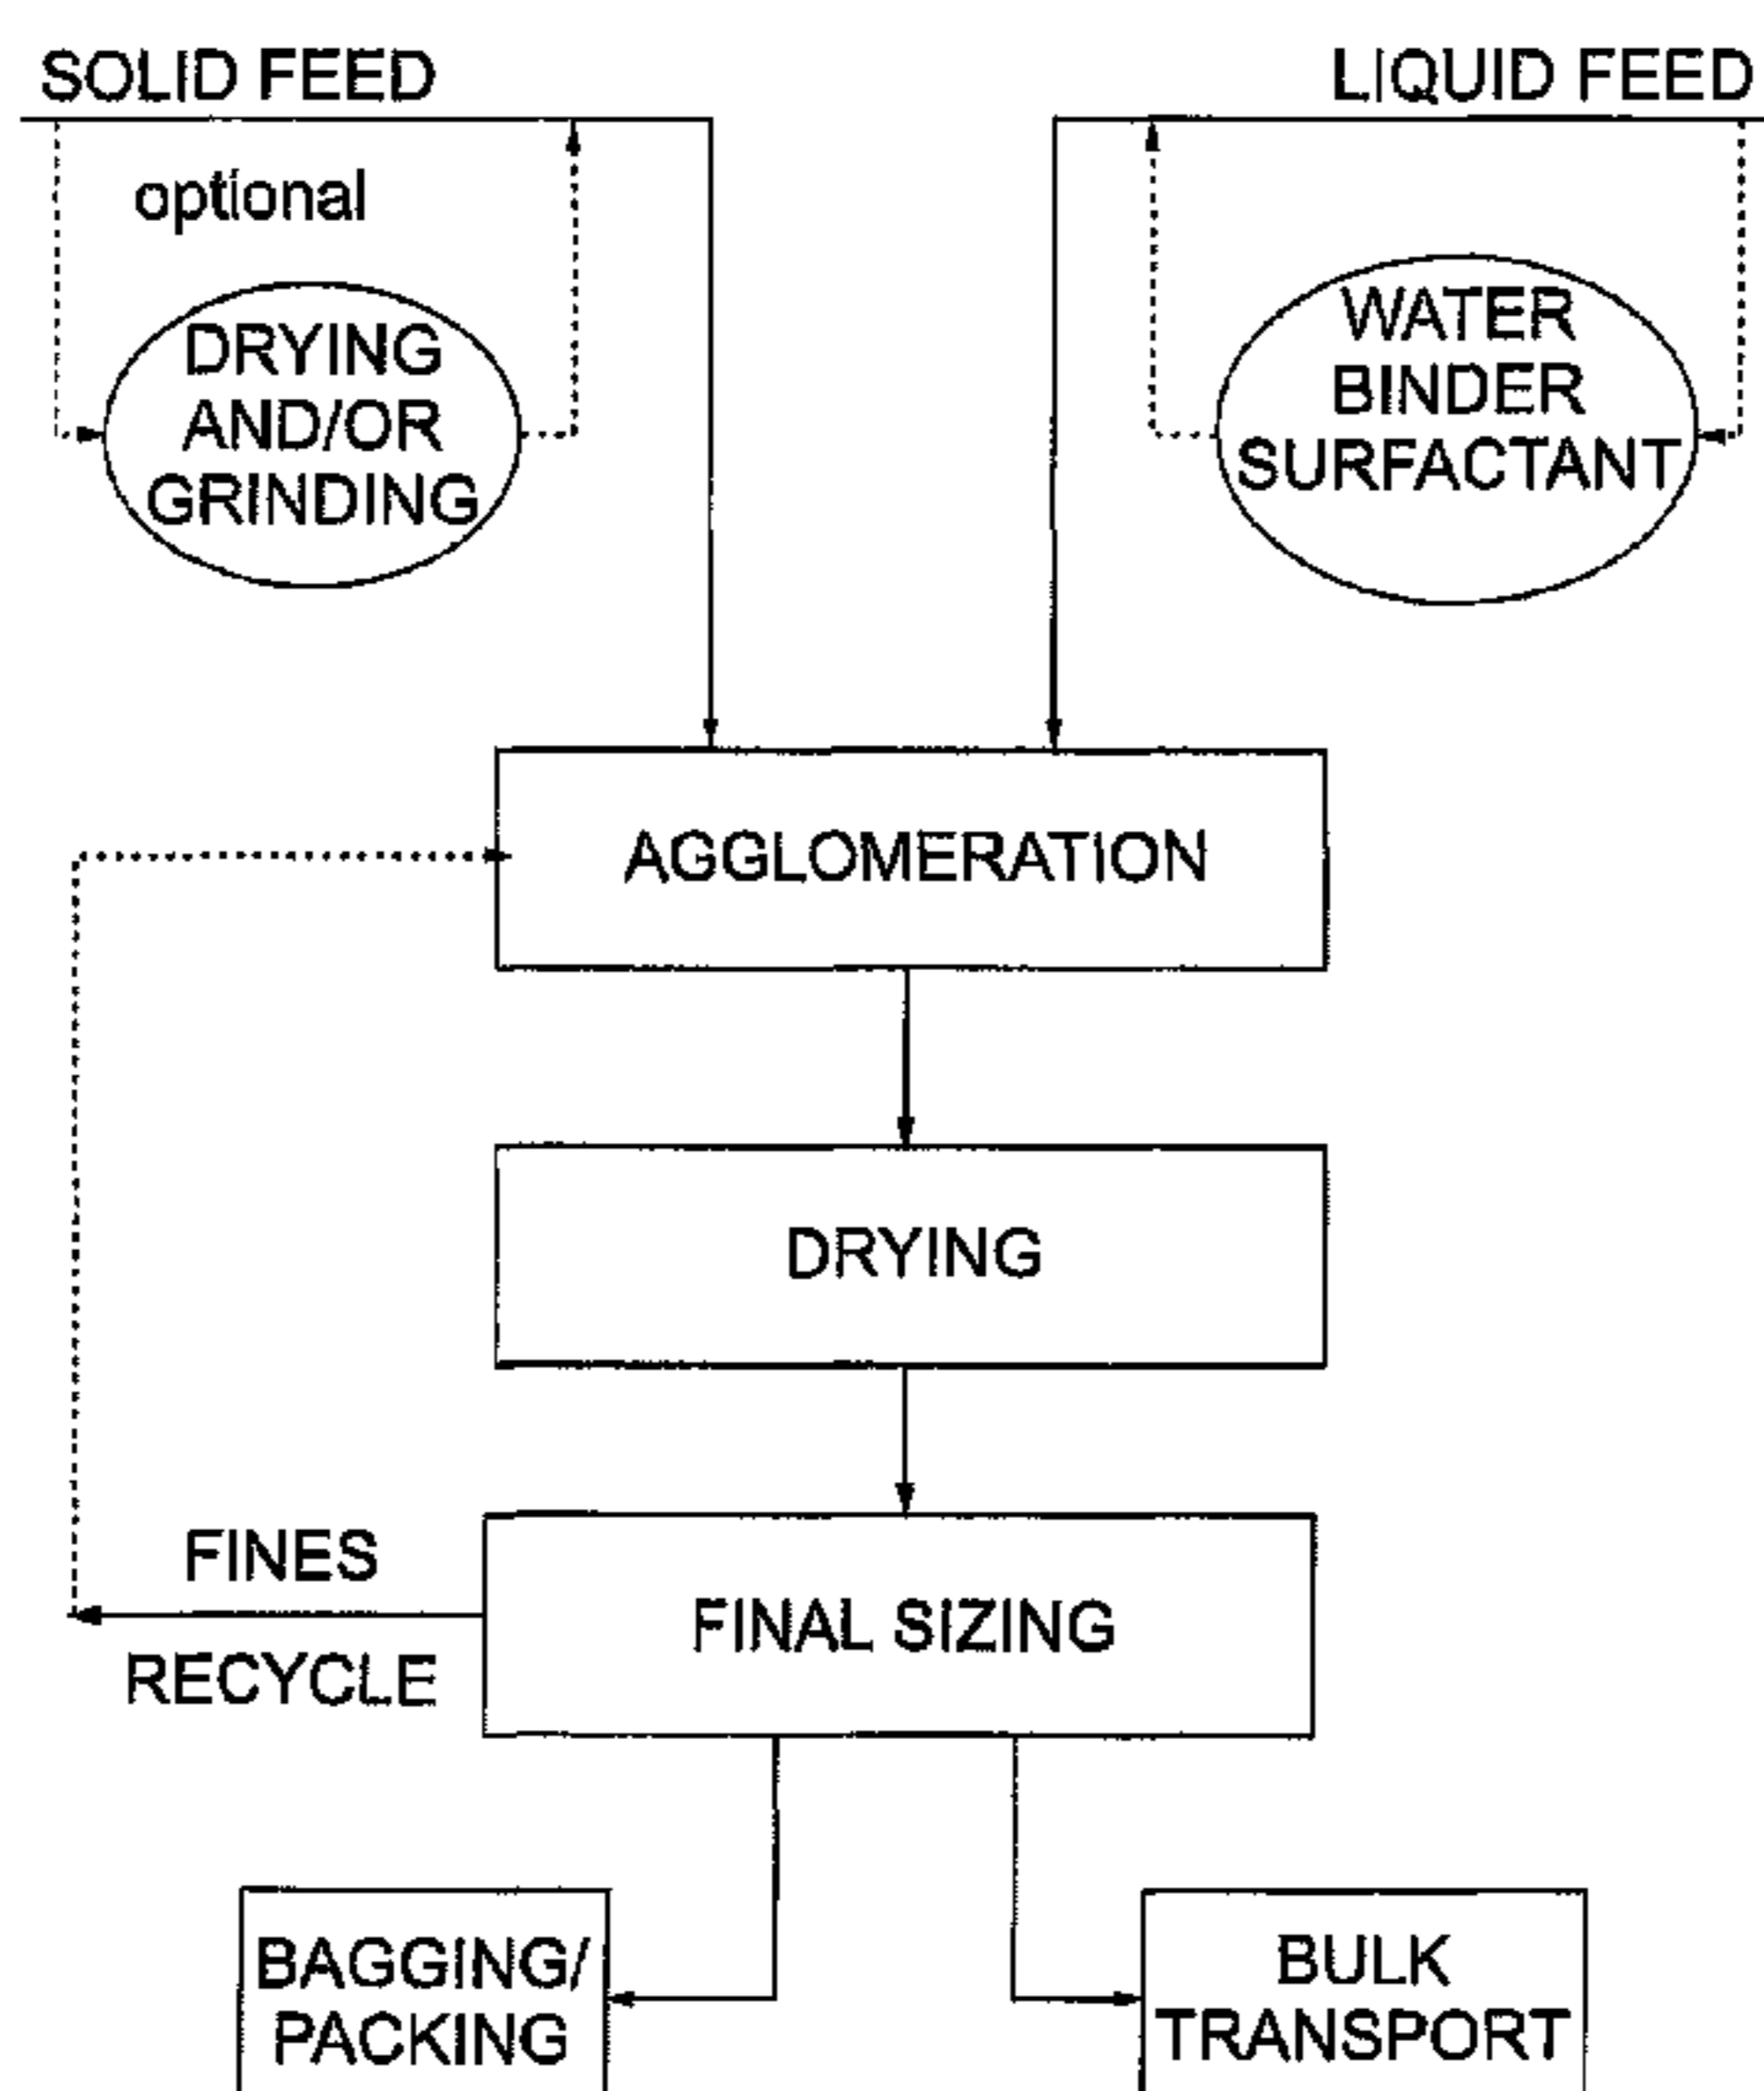 SOLID FEED
LIQUID FEED
optional
DRYING
AND/OR
GRINDING
WATER
BINDER
SURFACTANT
AGGLOMERATION
DRYING
FINAL SIZING
FINES
RECYCLE
BAGGING/
PACKING
BULK
TRANSPORT